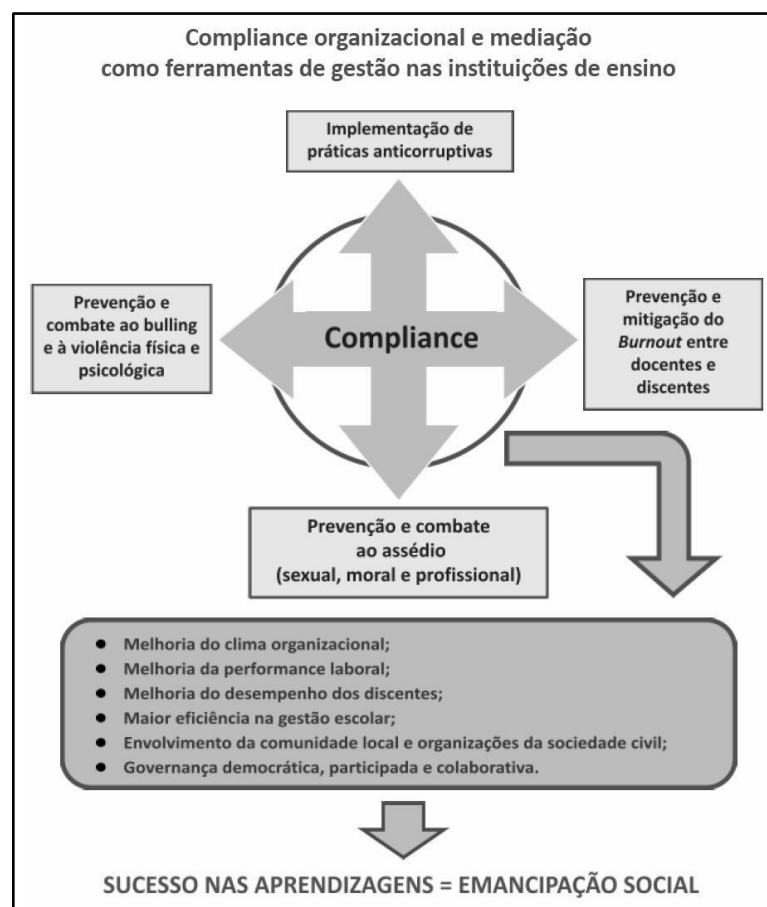 Compliance organizacional e mediação
como ferramentas de gestão nas instituições de ensino
Implementação de
práticas anticorruptivas
Prevenção e
combate ao bulling
e à violência física e
psicológica
Compliance
Prevenção e
mitigação do
Burnout entre
docentes e
discentes
Prevenção e combate
ao assédio
(sexual, moral e profissional)
● Melhoria do clima organizacional;
● Melhoria da performance laboral;
● Melhoria do desempenho dos discentes;
● Maior eficiência na gestão escolar;
● Envolvimento da comunidade local e organizações da sociedade civil;
● Governança democrática, participada e colaborativa.
SUCESSO NAS APRENDIZAGENS = EMANCIPAÇÃO SOCIAL